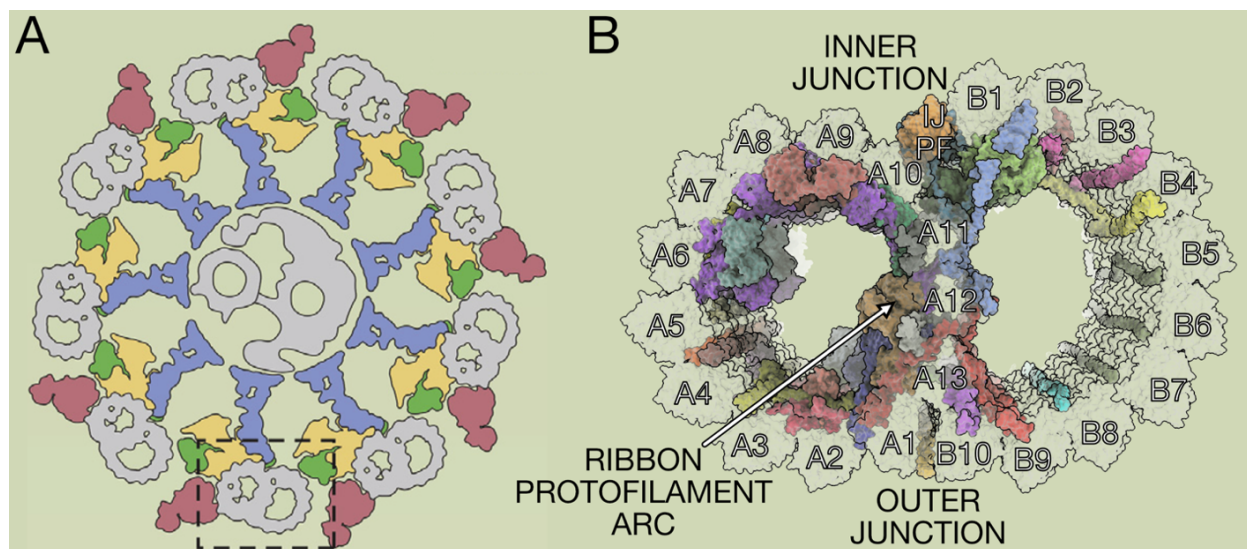 A
B
INNER
JUNCTION
B1
B2
B3
B4
B5
B6
B7
B8
B9
B10
A1
A2
A3
A4
A5
A6
A7
A8
A9
A10
IJ
PF
A11
A12
A13
RIBBON
PROTOFILAMENT
ARC
OUTER
JUNCTION